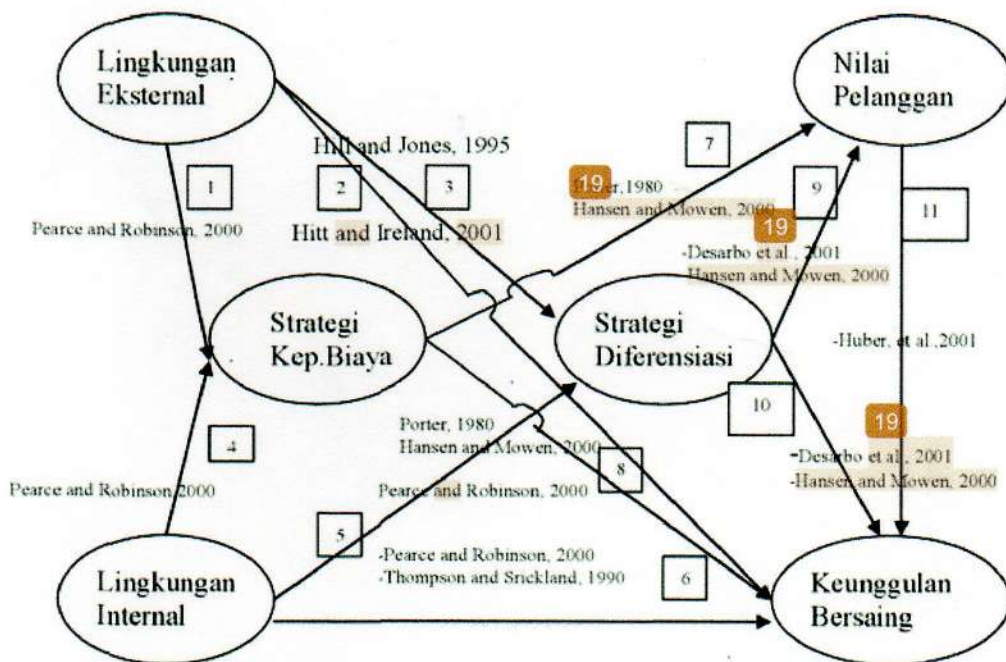 Lingkungan
Eksternal
Nilai
Pelanggan
Hill and Jones, 1995
7
1
2
3
19
,1980
Hansen and Mowen, 2000
9
11
Pearce and Robinson, 2000
Hitt and Ireland, 2001
19
-Desarbo et al., 2001
Hansen and Mowen, 2000
Strategi
Kep.Biaya
Strategi
Diferensiasi
-Huber, et al.,2001
10
Porter, 1980
Hansen and Mowen, 2000
19
4
8
-Desarbo et al., 2001
-Hansen and Mowen, 2000
Pearce and Robinson,2000
Pearce and Robinson, 2000
5
-Pearce and Robinson, 2000
-Thompson and Srickland, 1990
6
Lingkungan
Internal
Keunggulan
Bersaing